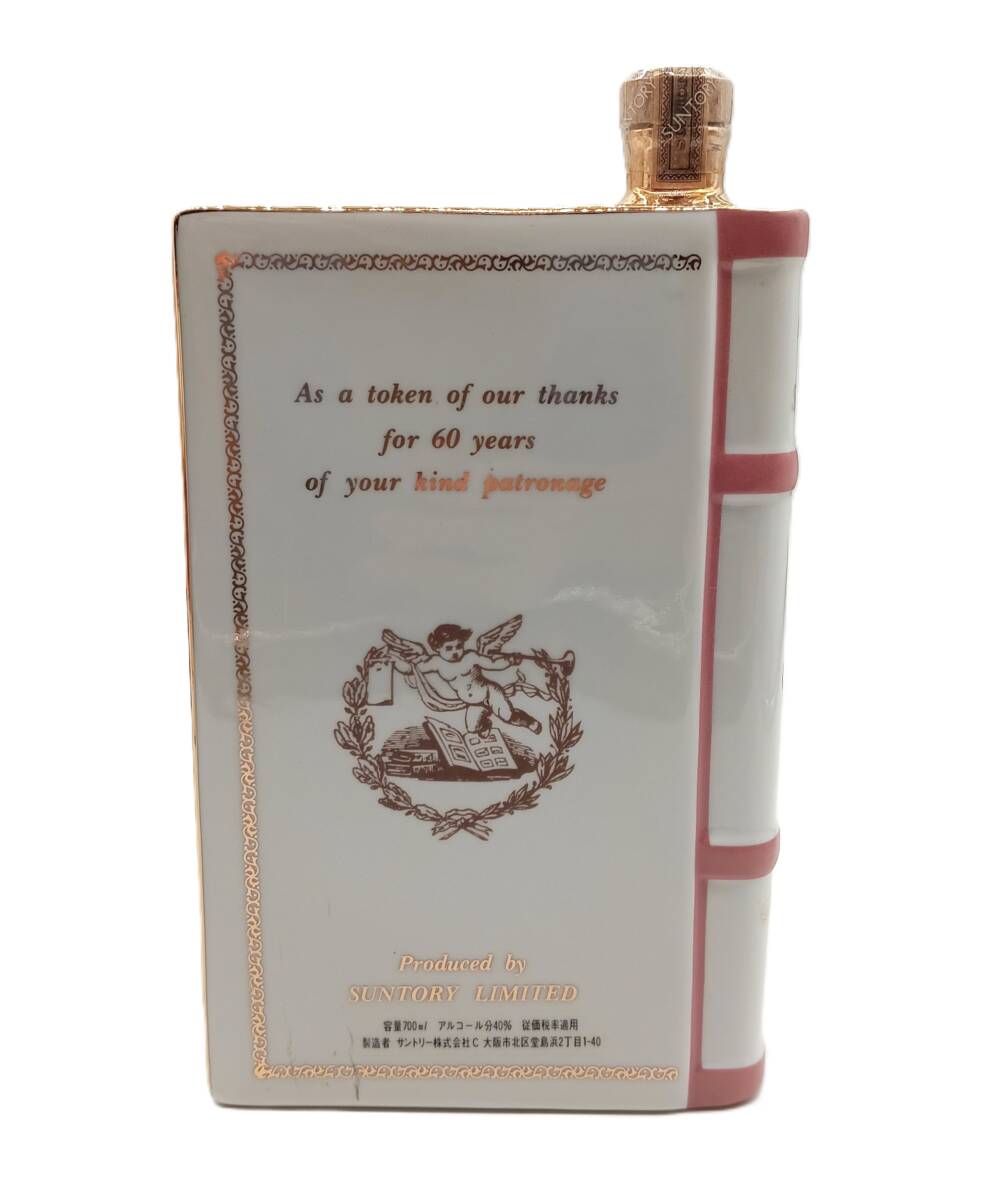 SUNTORY
As a token of our thanks
for 60 years
of your kind patronage
Produced by
SUNTORY LIMITED
容量700ml アルコール分40% 従価税率適用
製造者 サントリー株式会社C 大阪市北区堂島浜2丁目1-40